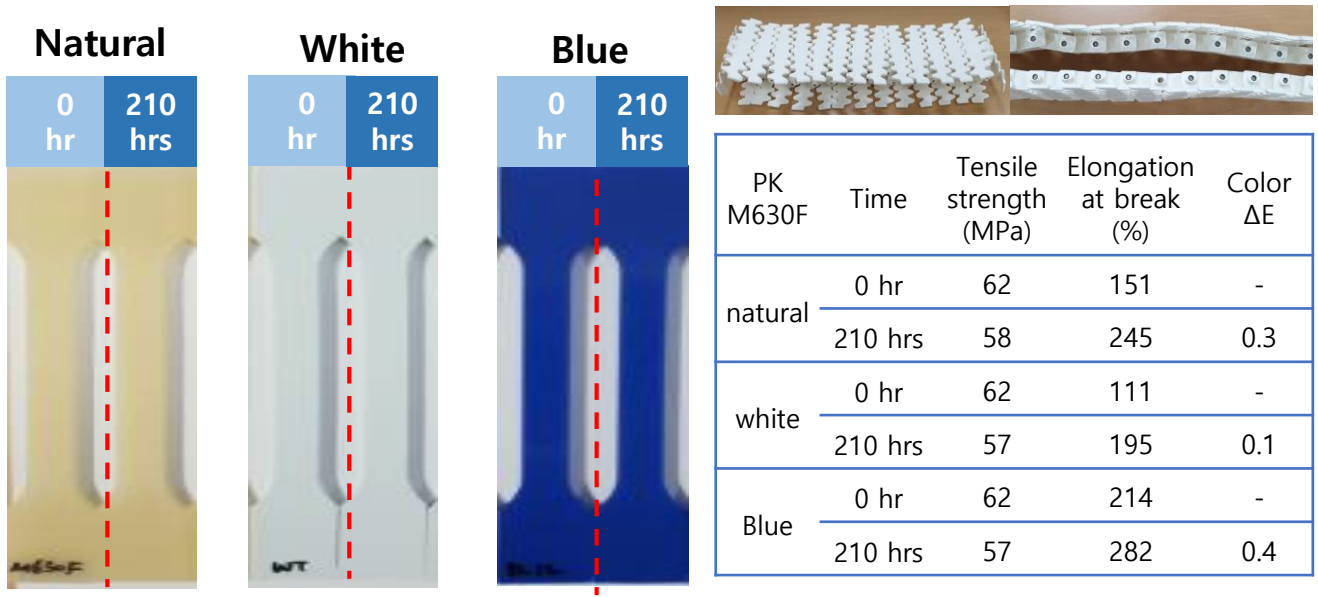 Natural
0 hr
210 hrs
M630F
White
0 hr
210 hrs
WT
Blue
0 hr
210 hrs
PK M630F Time Tensile strength (MPa) Elongation at break (%) Color ΔE
natural 0 hr 62 151 -
210 hrs 58 245 0.3
white 0 hr 62 111 -
210 hrs 57 195 0.1
Blue 0 hr 62 214 -
210 hrs 57 282 0.4